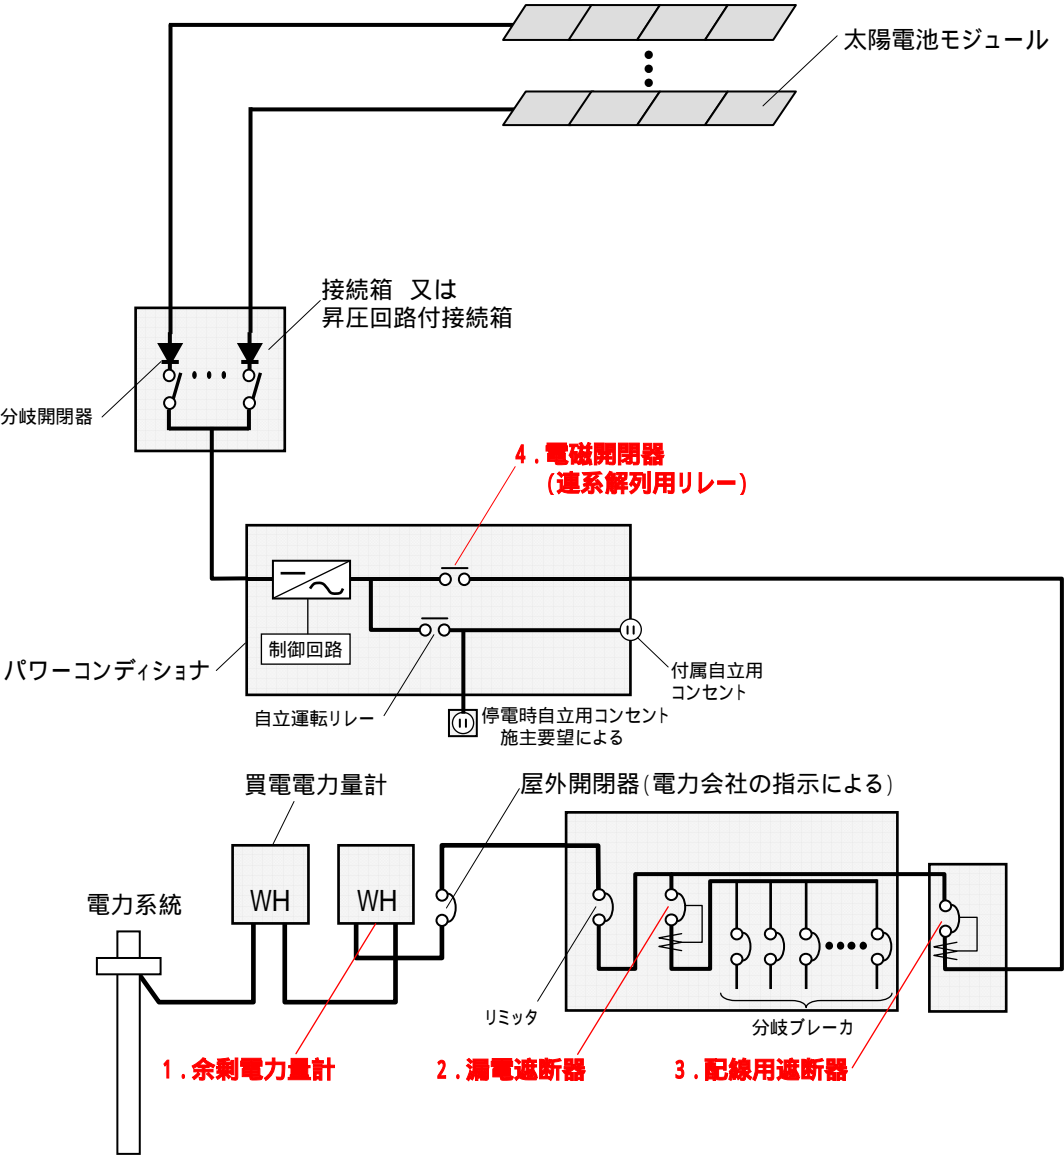 太陽電池モジュール
接続箱　又は
昇圧回路付接続箱
分岐開閉器
4．電磁開閉器
(連系解列用リレー)
制御回路
パワーコンディショナ
付属自立用
コンセント
自立運転リレー
停電時自立用コンセント
施主要望による
買電電力量計
屋外開閉器(電力会社の指示による)
WH
WH
電力系統
リミッタ
分岐ブレーカ
1．余剰電力量計
2．漏電遮断器
3．配線用遮断器